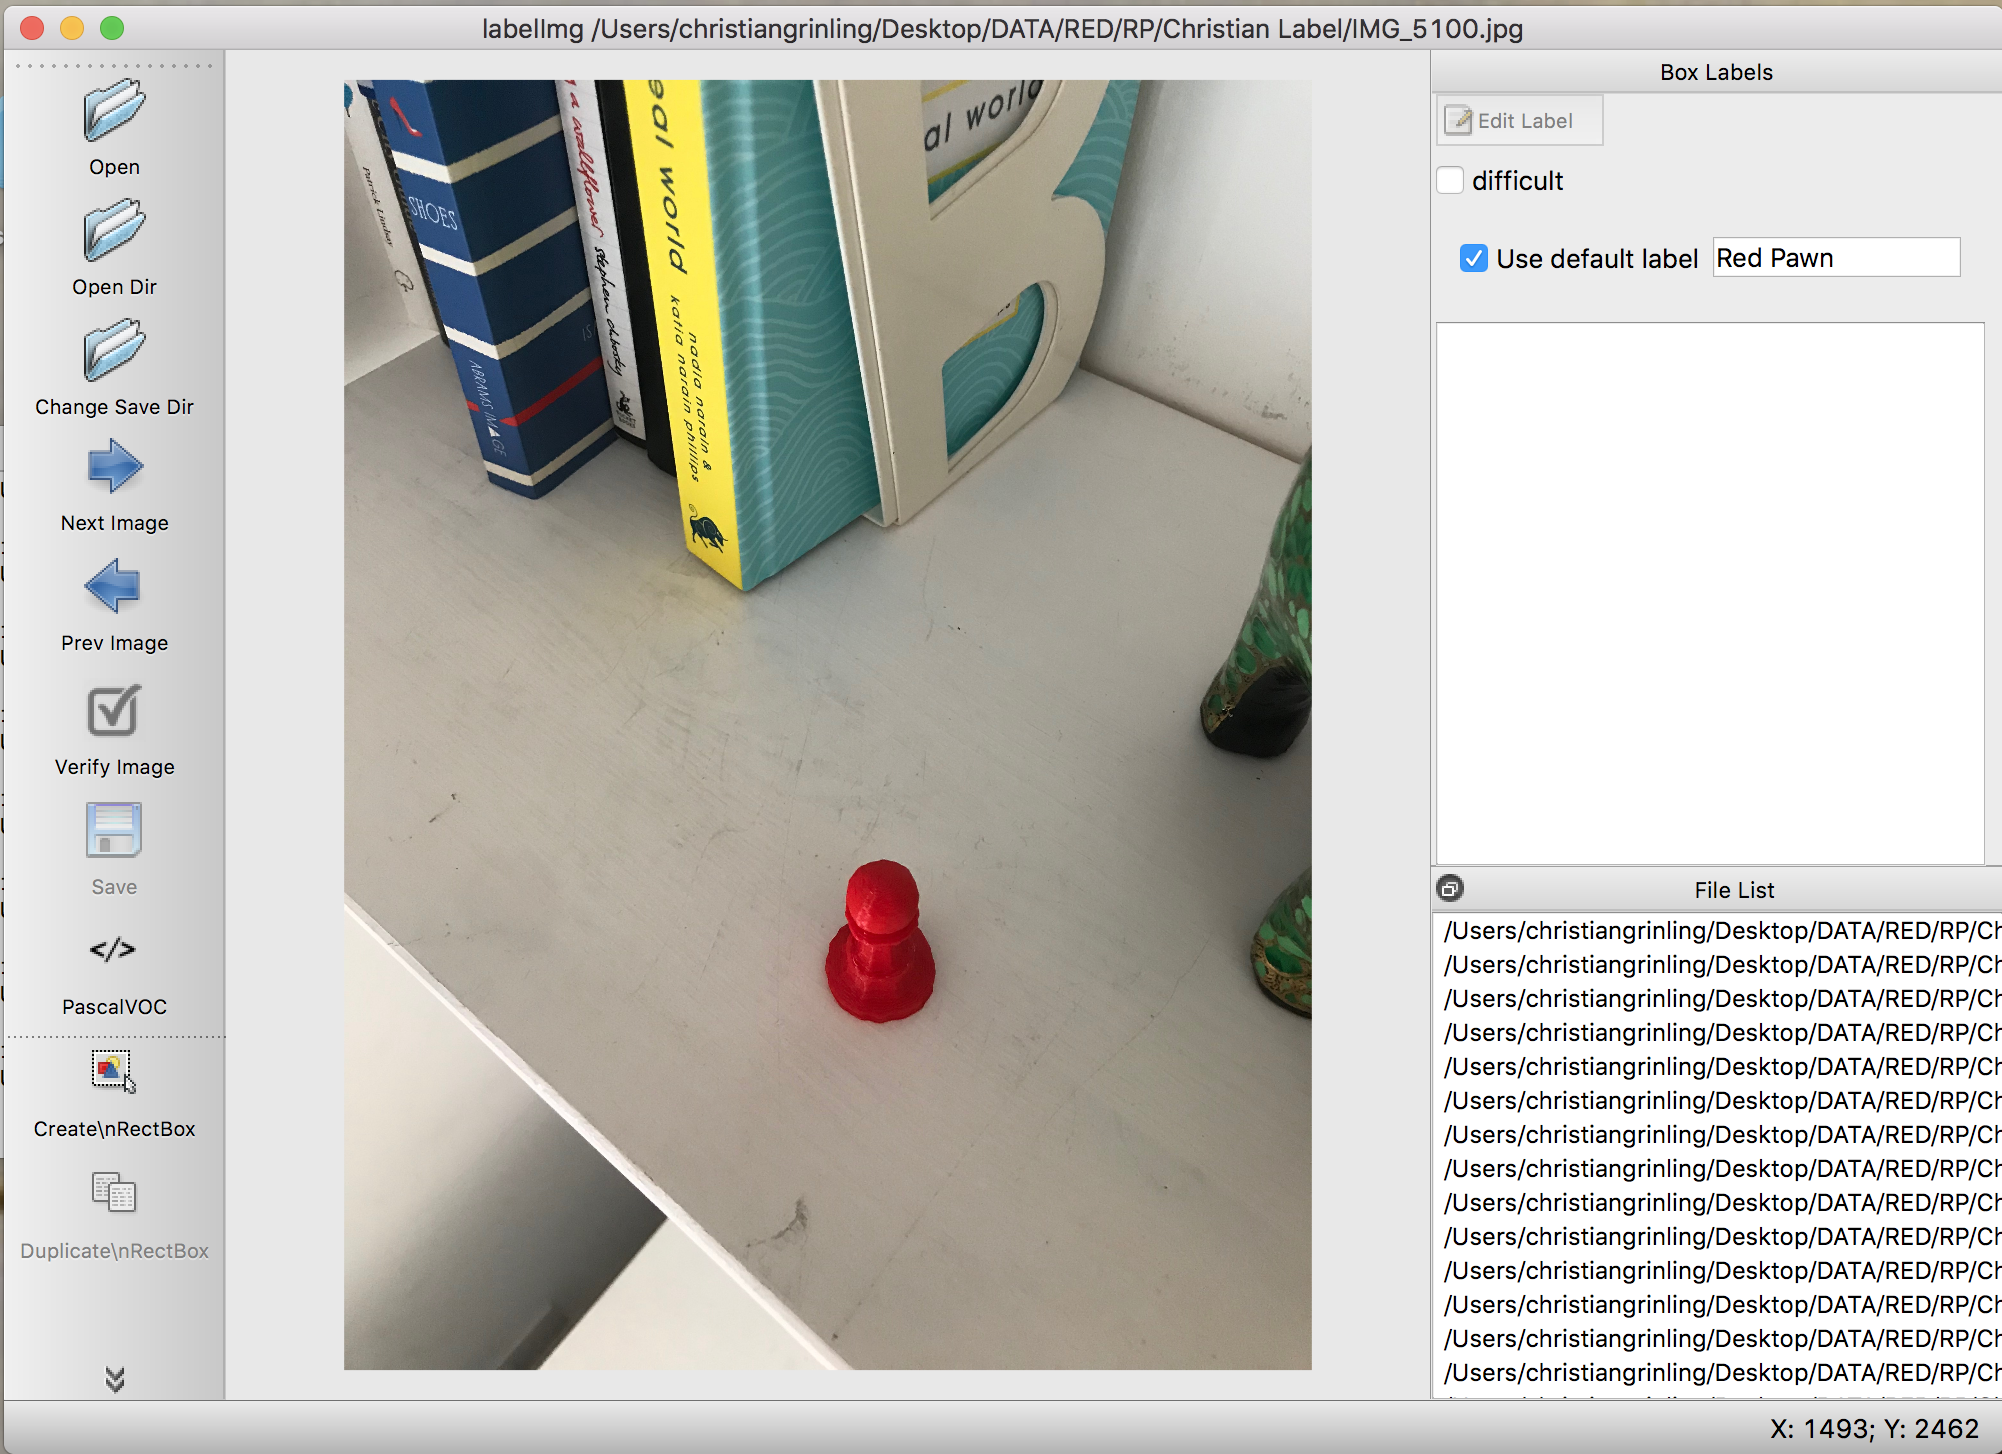 labelImg /Users/christiangrinling/Desktop/DATA/RED/RP/Christian Label/IMG_5100.jpg
Open
Open Dir
Change Save Dir
Next Image
Prev Image
Verify Image
Save
</>
PascalVOC
Create\nRectBox
Duplicate\nRectBox
Patrick Lindsay
SHOES
ABRAMS IMAGE
a wallflower
stephen chbosky
eal world
nadia narain &
katia narain phillips
al world
Box Labels
Edit Label
difficult
Use default label
Red Pawn
File List
/Users/christiangrinling/Desktop/DATA/RED/RP/Ch
/Users/christiangrinling/Desktop/DATA/RED/RP/Ch
/Users/christiangrinling/Desktop/DATA/RED/RP/Ch
/Users/christiangrinling/Desktop/DATA/RED/RP/Ch
/Users/christiangrinling/Desktop/DATA/RED/RP/Ch
/Users/christiangrinling/Desktop/DATA/RED/RP/Ch
/Users/christiangrinling/Desktop/DATA/RED/RP/Ch
/Users/christiangrinling/Desktop/DATA/RED/RP/Ch
/Users/christiangrinling/Desktop/DATA/RED/RP/Ch
/Users/christiangrinling/Desktop/DATA/RED/RP/Ch
/Users/christiangrinling/Desktop/DATA/RED/RP/Ch
/Users/christiangrinling/Desktop/DATA/RED/RP/Ch
/Users/christiangrinling/Desktop/DATA/RED/RP/Ch
/Users/christiangrinling/Desktop/DATA/RED/RP/Ch
X: 1493; Y: 2462